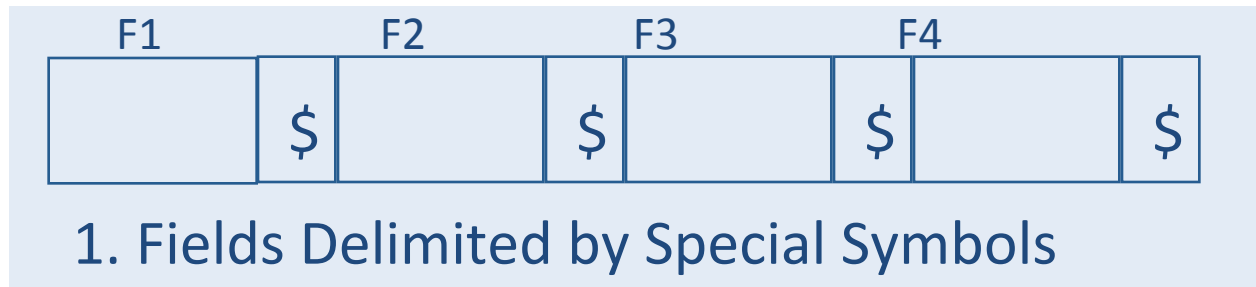 F1 F2 F3 F4
$ $ $ $
1. Fields Delimited by Special Symbols